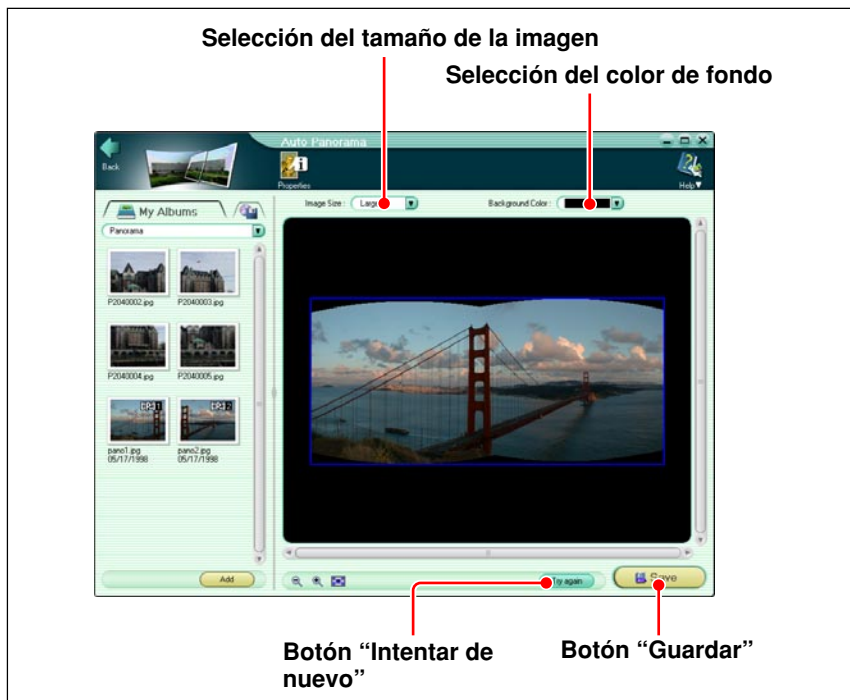 Selección del tamaño de la imagen
Selección del color de fondo
Auto Panorama
Back
Properties
Help
My Albums
Image Size :
Background Color :
Panorama
P2040002.jpg P2040003.jpg
P2040004.jpg P2040005.jpg
pano1.jpg pano2.jpg
05/17/1998 05/17/1998
Add
Try again
Save
Botón “Intentar de
nuevo”
Botón “Guardar”